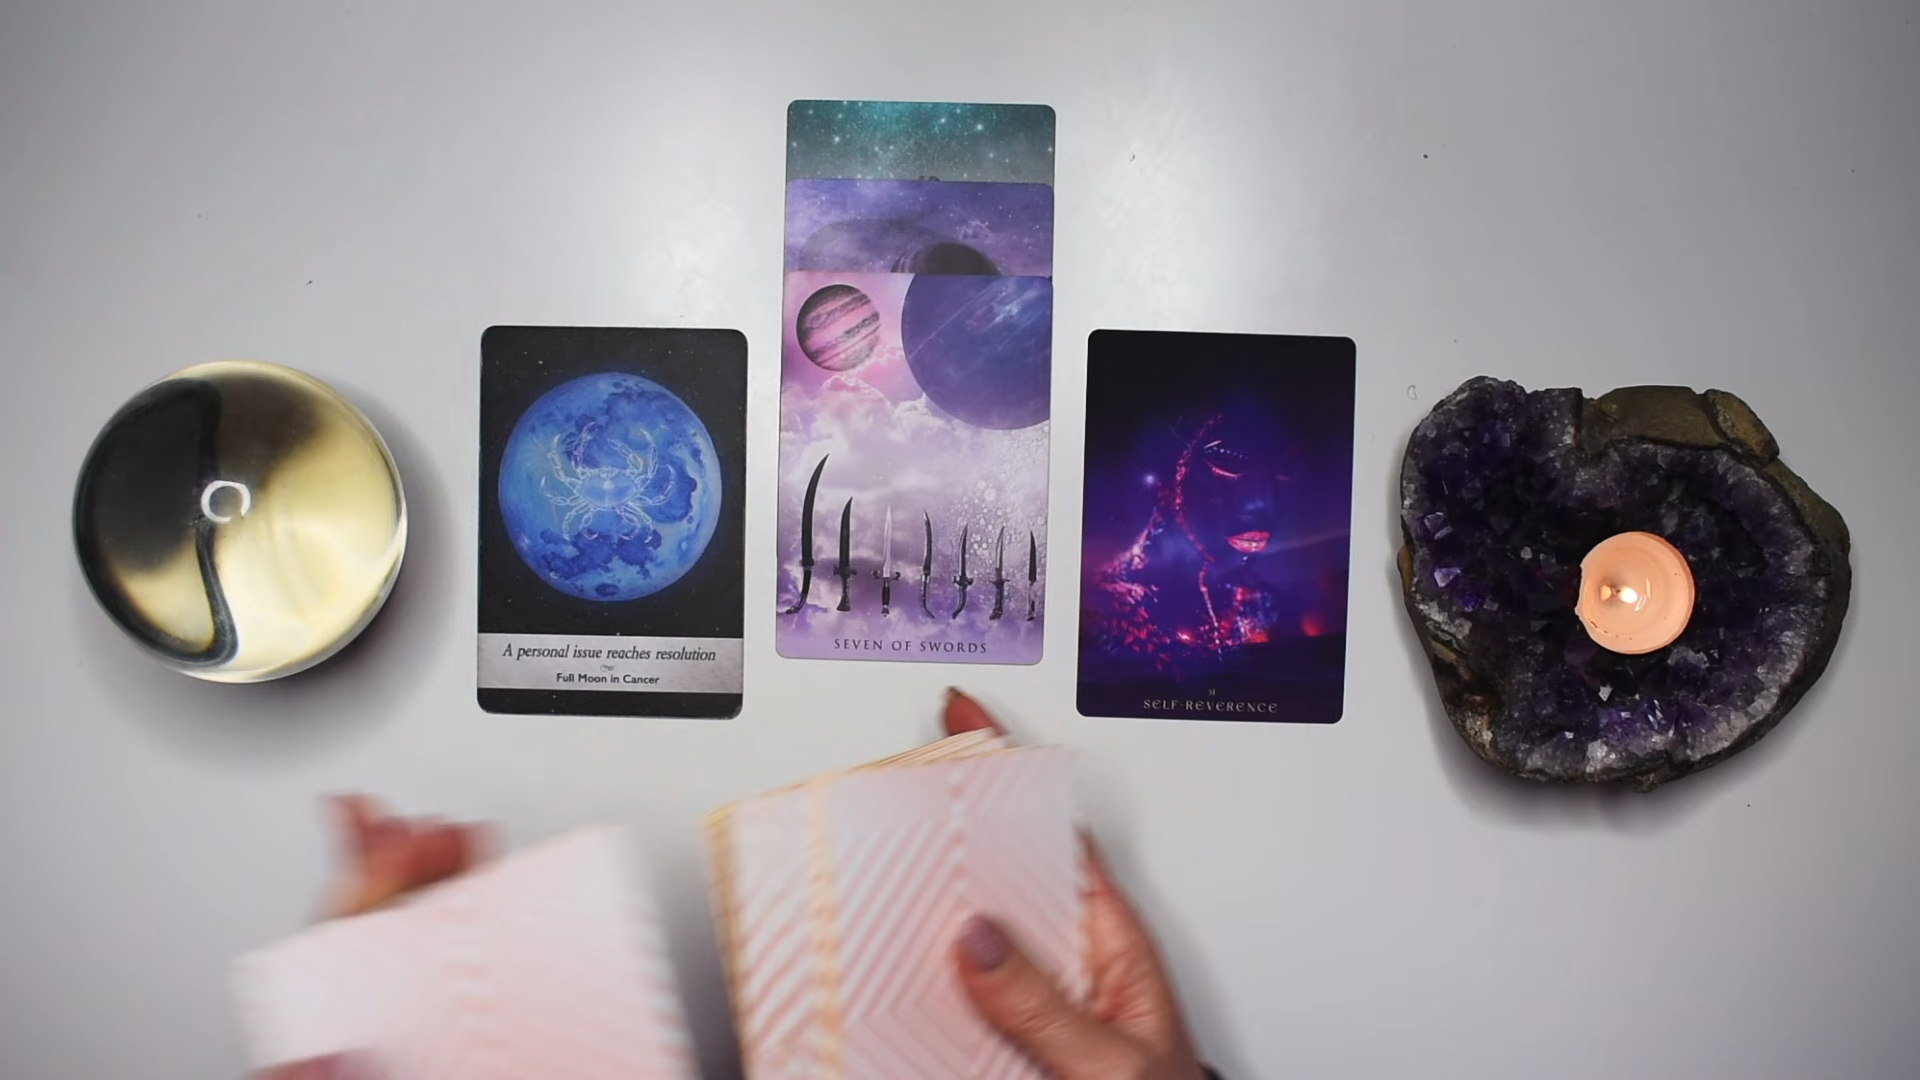 A personal issue reaches resolution
Full Moon in Cancer
SEVEN OF SWORDS
SELF-REVERENCE